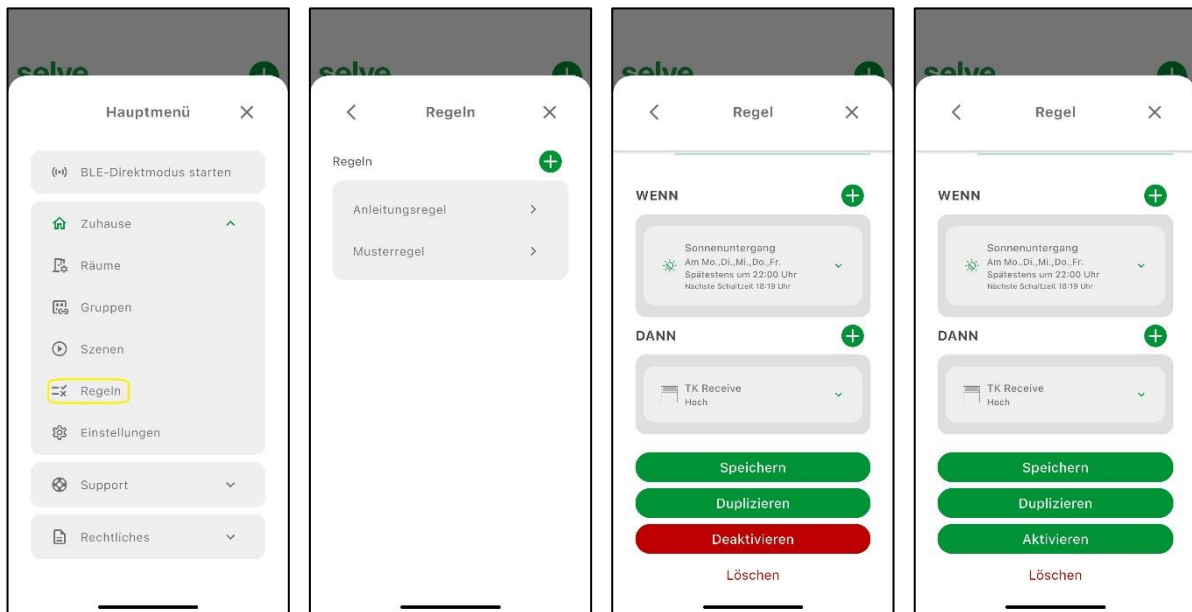 selve
Hauptmenü
BLE-Direktmodus starten
Zuhause
Räume
Gruppen
Szenen
Regeln
Einstellungen
Support
Rechtliches
selve
Regeln
Regeln
Anleitungsregel
Musterregel
selve
Regel
WENN
Sonnenuntergang
Am Mo.,Di.,Mi.,Do.,Fr.
Spätestens um 22:00 Uhr
Nächste Schaltzeit 18:19 Uhr
DANN
TK Receive
Hoch
Speichern
Duplizieren
Deaktivieren
Löschen
selve
Regel
WENN
Sonnenuntergang
Am Mo.,Di.,Mi.,Do.,Fr.
Spätestens um 22:00 Uhr
Nächste Schaltzeit 18:19 Uhr
DANN
TK Receive
Hoch
Speichern
Duplizieren
Aktivieren
Löschen